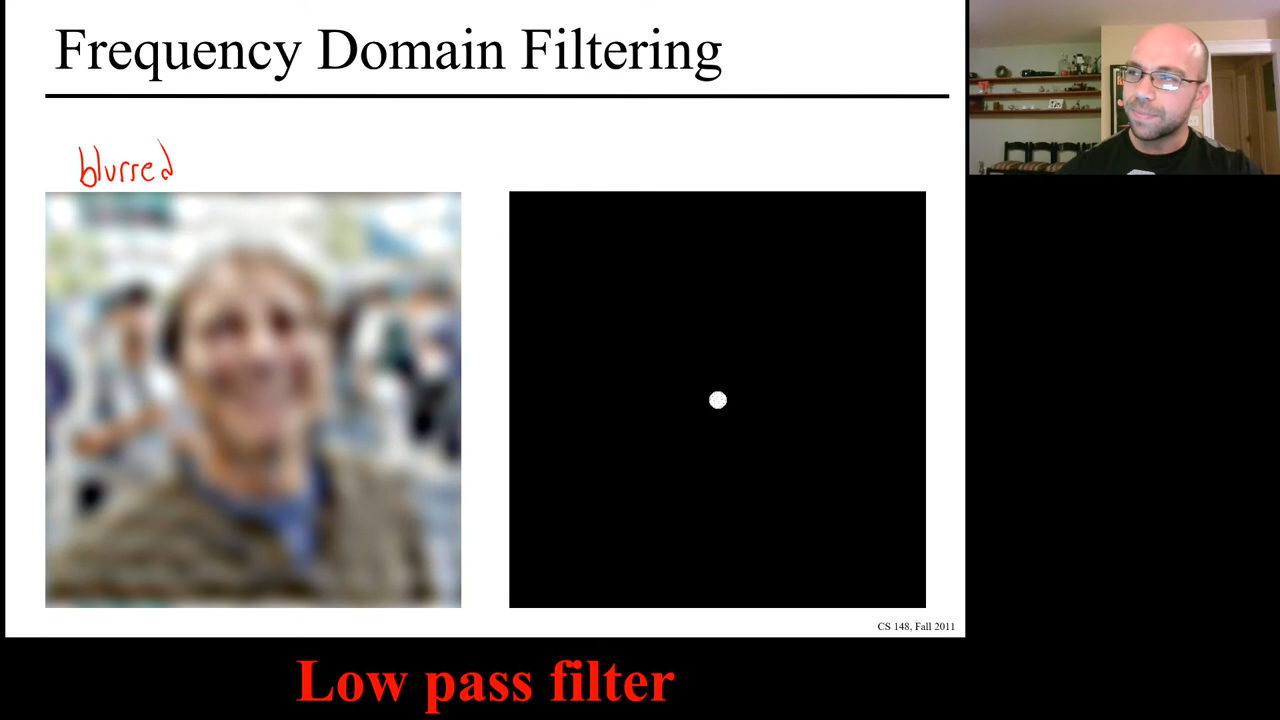 Frequency Domain Filtering
blurred
CS 148, Fall 2011
Low pass filter